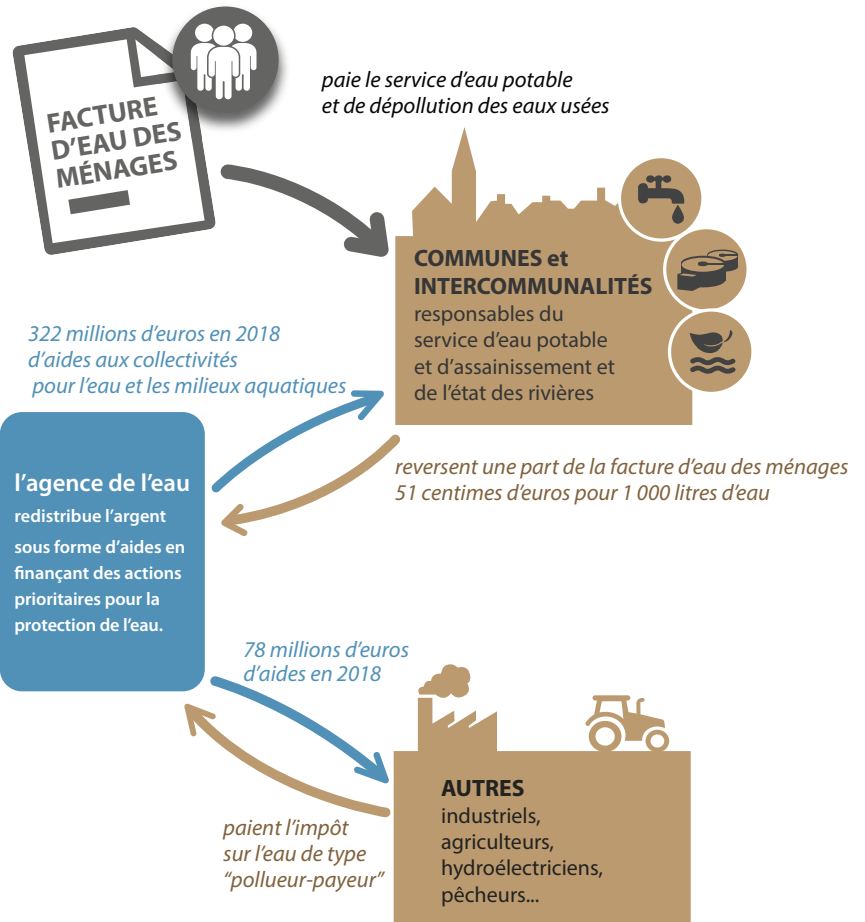 FACTURE
D'EAU DES
MÉNAGES
paie le service d'eau potable
et de dépollution des eaux usées
COMMUNES et
INTERCOMMUNALITÉS
responsables du
service d'eau potable
et d'assainissement et
de l'état des rivières
322 millions d'euros en 2018
d'aides aux collectivités
pour l'eau et les milieux aquatiques
reversent une part de la facture d'eau des ménages
51 centimes d'euros pour 1 000 litres d'eau
l'agence de l'eau
redistribue l'argent
sous forme d'aides en
finançant des actions
prioritaires pour la
protection de l'eau.
78 millions d'euros
d'aides en 2018
paient l'impôt
sur l'eau de type
“pollueur-payeur”
AUTRES
industriels,
agriculteurs,
hydroélectriciens,
pêcheurs...